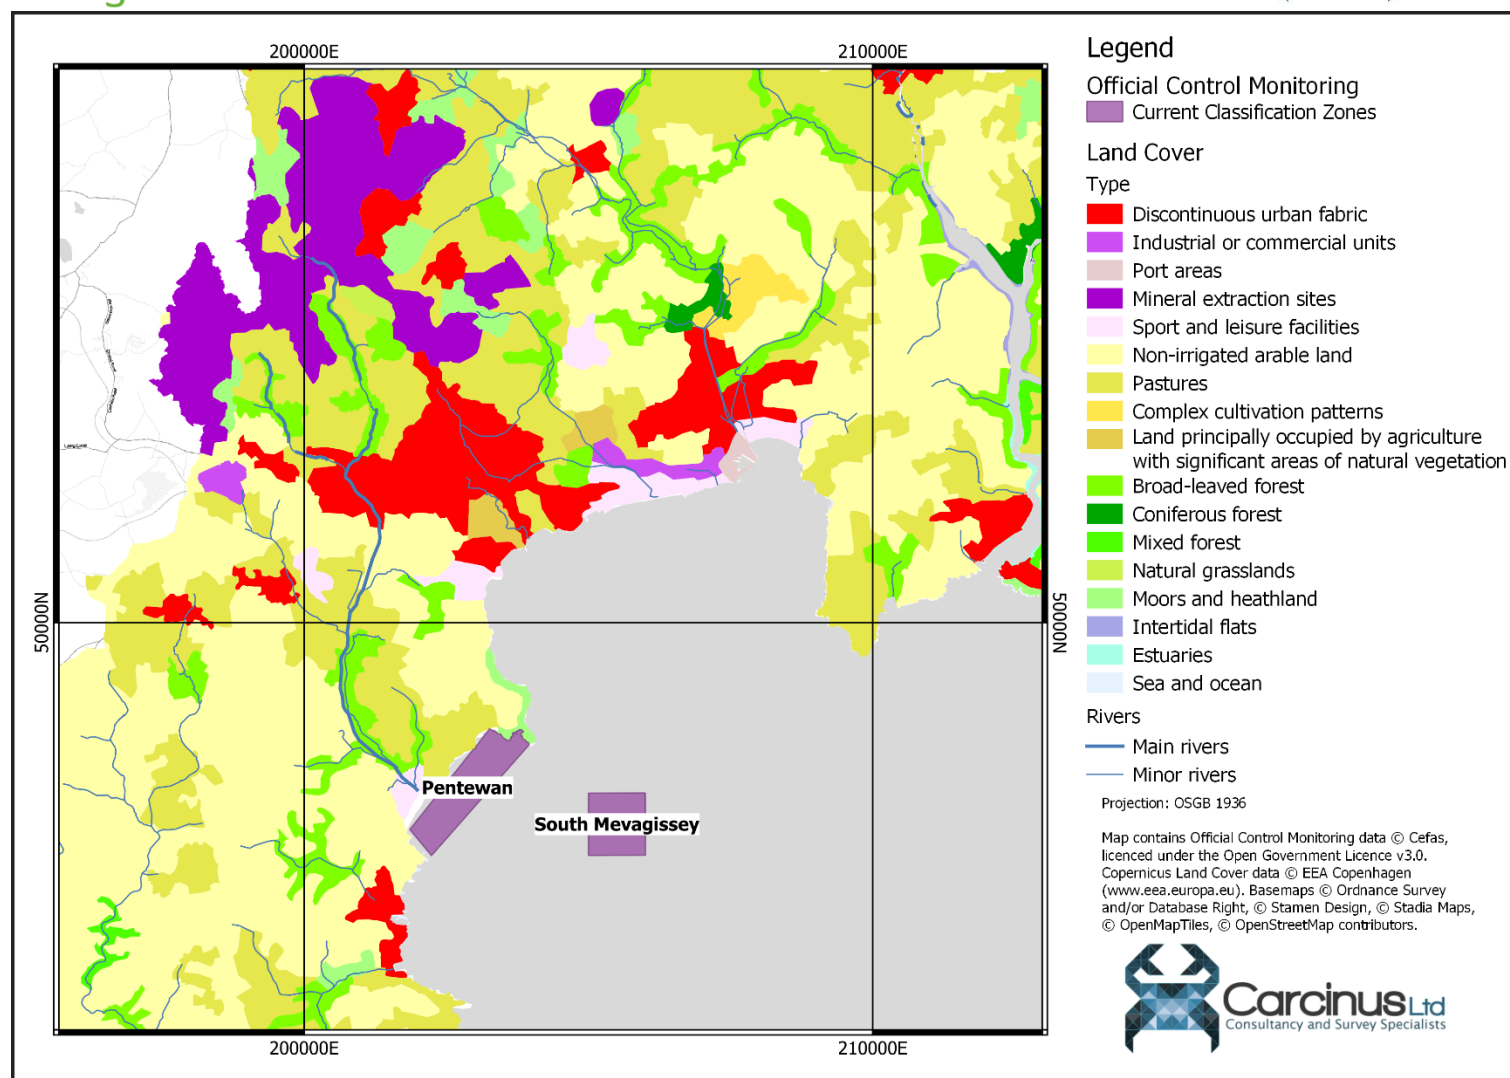 200000E
210000E
50000N
50000N
Pentewan
South Mevagissey
200000E
210000E
Legend
Official Control Monitoring
Current Classification Zones
Land Cover
Type
Discontinuous urban fabric
Industrial or commercial units
Port areas
Mineral extraction sites
Sport and leisure facilities
Non-irrigated arable land
Pastures
Complex cultivation patterns
Land principally occupied by agriculture
with significant areas of natural vegetation
Broad-leaved forest
Coniferous forest
Mixed forest
Natural grasslands
Moors and heathland
Intertidal flats
Estuaries
Sea and ocean
Rivers
Main rivers
Minor rivers
Projection: OSGB 1936
Map contains Official Control Monitoring data © Cefas,
licenced under the Open Government Licence v3.0.
Copernicus Land Cover data © EEA Copenhagen
(www.eea.europa.eu). Basemaps © Ordnance Survey
and/or Database Right, © Stamen Design, © Stadia Maps,
© OpenMapTiles, © OpenStreetMap contributors.
Carcinus Ltd
Consultancy and Survey Specialists